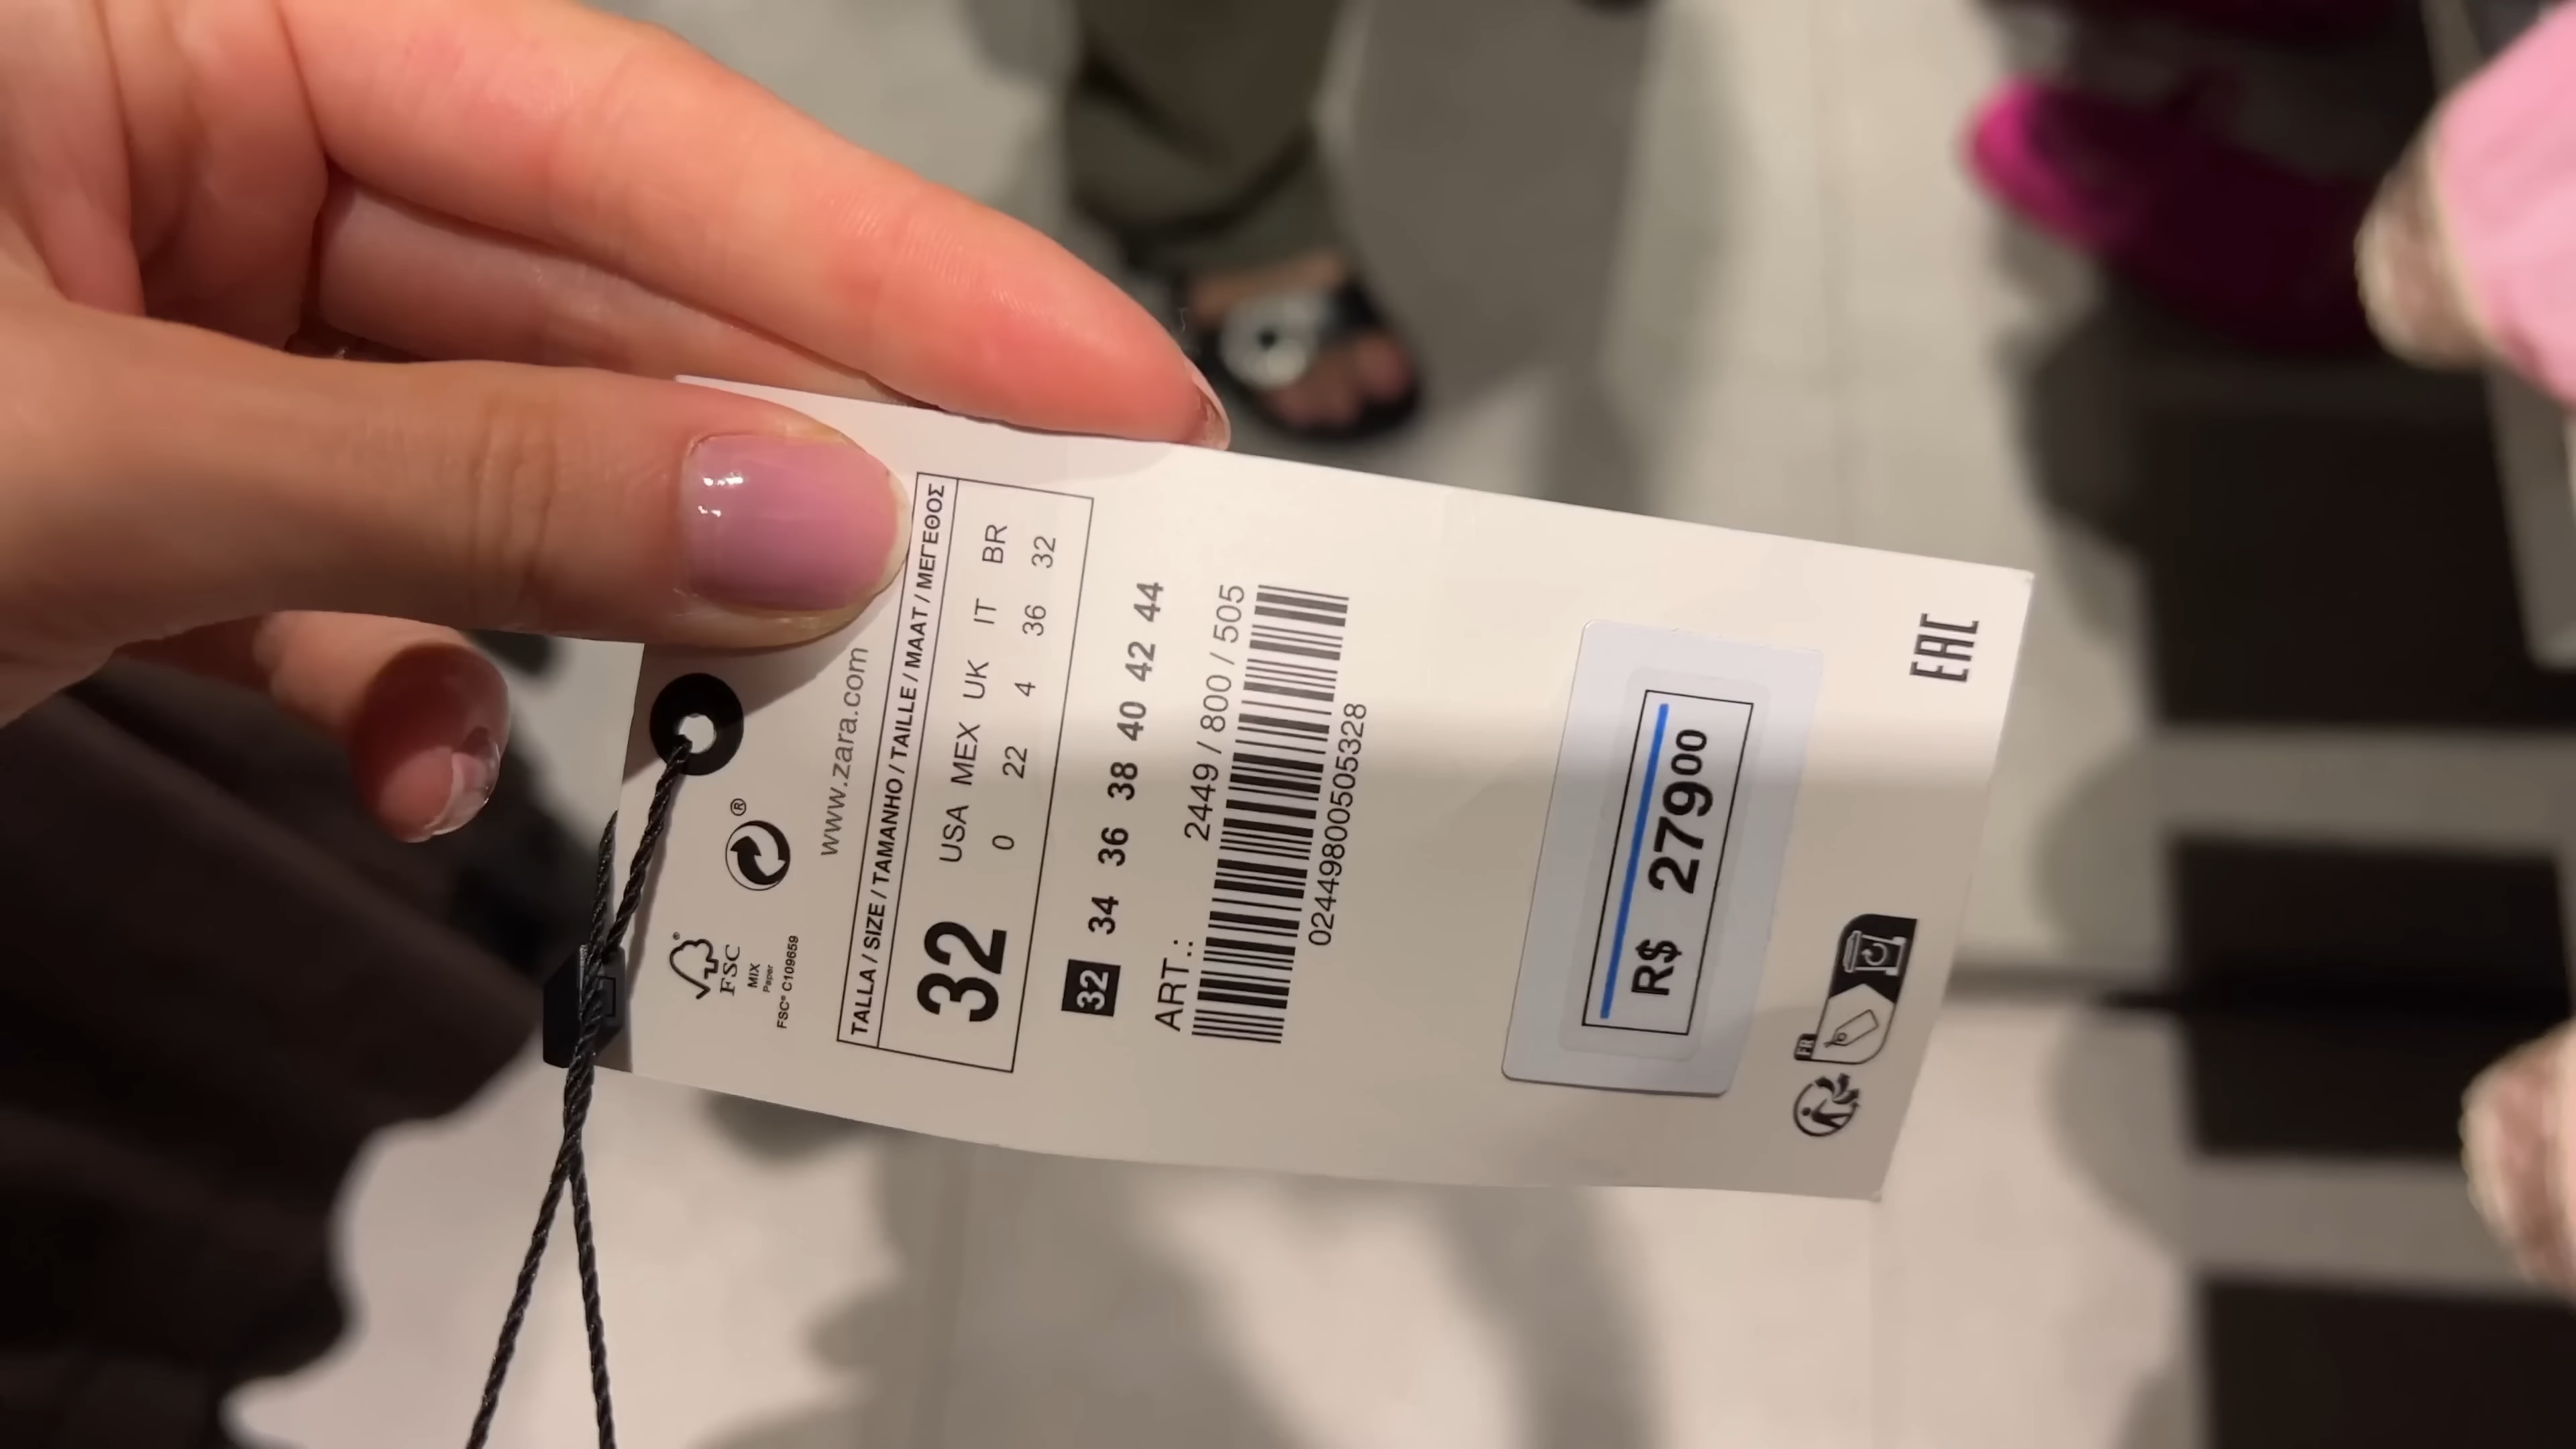 FSC®
MIX
Paper
FSC® C109659
®
www.zara.com
TALLA / SIZE / TAMANHO / TAILLE / MAAT / ΜΕΓΕΘΟΣ
32
USA MEX UK IT BR
0 22 4 36 32
32 34 36 38 40 42 44
ART.: 2449 / 800 / 505
02449800505328
R$ 27900
FR
EAC